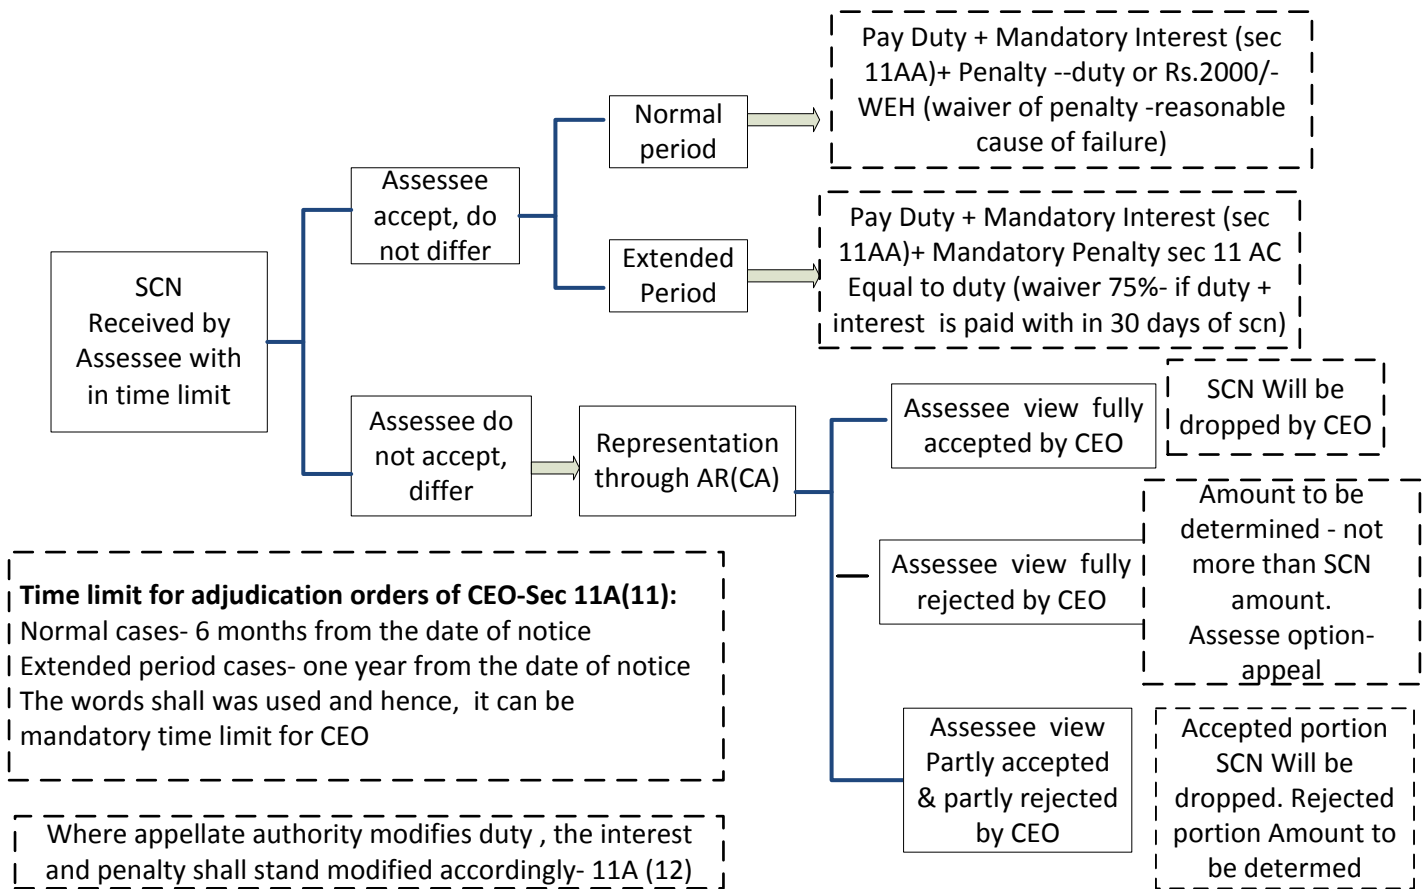 SCN
Received by
Assessee with
in time limit
Assessee
accept, do
not differ
Normal
period
Pay Duty + Mandatory Interest (sec
11AA)+ Penalty --duty or Rs.2000/-
WEH (waiver of penalty -reasonable
cause of failure)
Extended
Period
Pay Duty + Mandatory Interest (sec
11AA)+ Mandatory Penalty sec 11 AC
Equal to duty (waiver 75%- if duty +
interest is paid with in 30 days of scn)
Assessee do
not accept,
differ
Representation
through AR(CA)
Assessee view fully
accepted by CEO
SCN Will be
dropped by CEO
Assessee view fully
rejected by CEO
Amount to be
determined - not
more than SCN
amount.
Assesse option-
appeal
Assessee view
Partly accepted
& partly rejected
by CEO
Accepted portion
SCN Will be
dropped. Rejected
portion Amount to
be determed
Time limit for adjudication orders of CEO-Sec 11A(11):
Normal cases- 6 months from the date of notice
Extended period cases- one year from the date of notice
The words shall was used and hence, it can be
mandatory time limit for CEO
Where appellate authority modifies duty , the interest
and penalty shall stand modified accordingly- 11A (12)